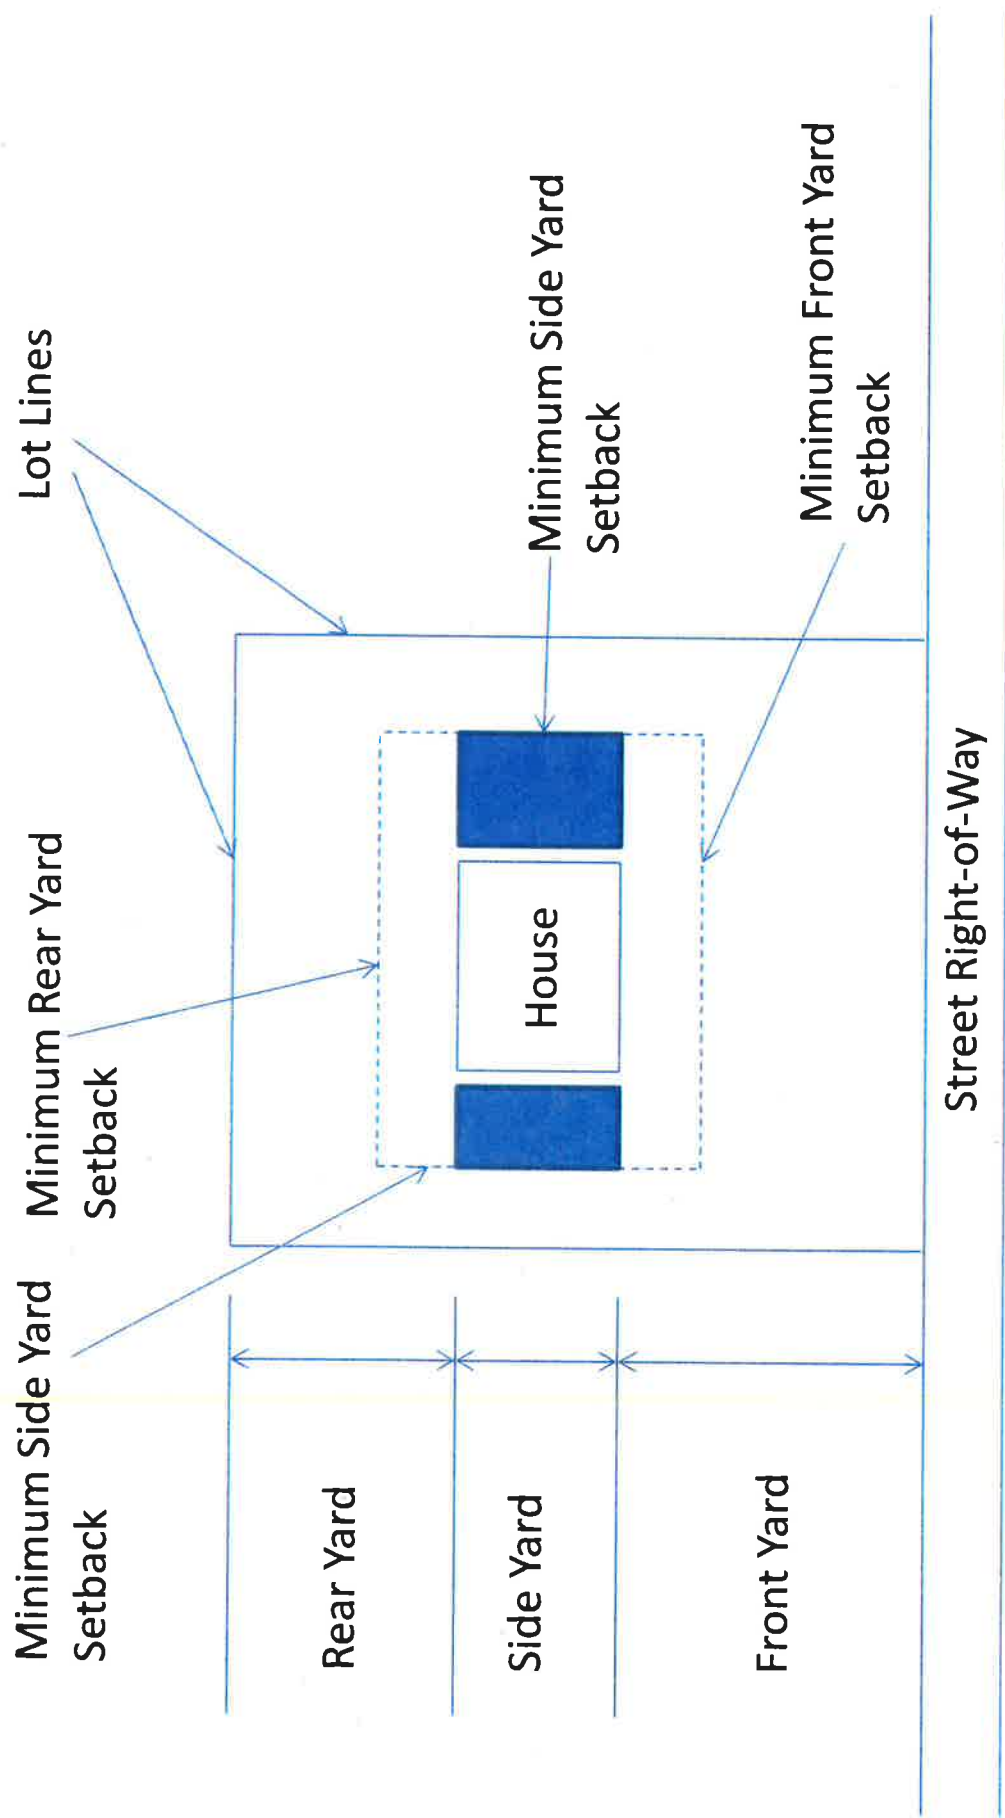 Lot Lines
Minimum Rear Yard
Setback
Minimum Side Yard
Setback
Minimum Side Yard
Setback
Minimum Front Yard
Setback
House
Rear Yard
Side Yard
Front Yard
Street Right-of-Way